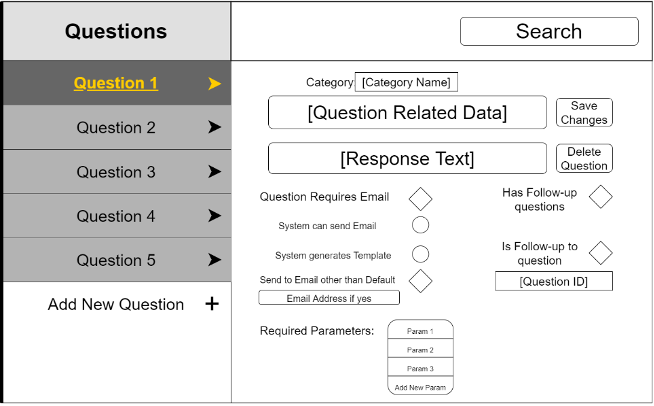 Questions
Search
Question 1
Question 2
Question 3
Question 4
Question 5
Add New Question +
Category [Category Name]
[Question Related Data]
Save
Changes
[Response Text]
Delete
Question
Question Requires Email
System can send Email
System generates Template
Send to Email other than Default
Email Address if yes
Has Follow-up
questions
Is Follow-up to
question
[Question ID]
Required Parameters:
Param 1
Param 2
Param 3
Add New Param